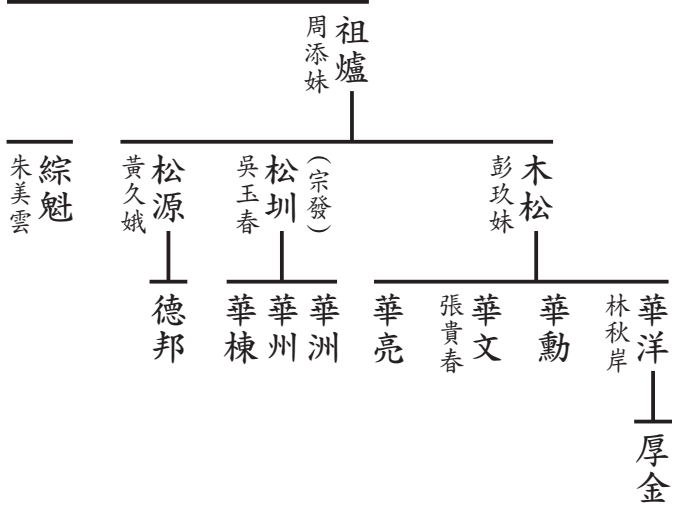 祖爐
周添妹
木松
彭玖妹
(宗發)
松圳
吳玉春
松源
黃久娥
綜魁
朱美雲
華洋
林秋岸
華勳
華文
張貴春
華亮
華洲
華州
華棟
德邦
厚金